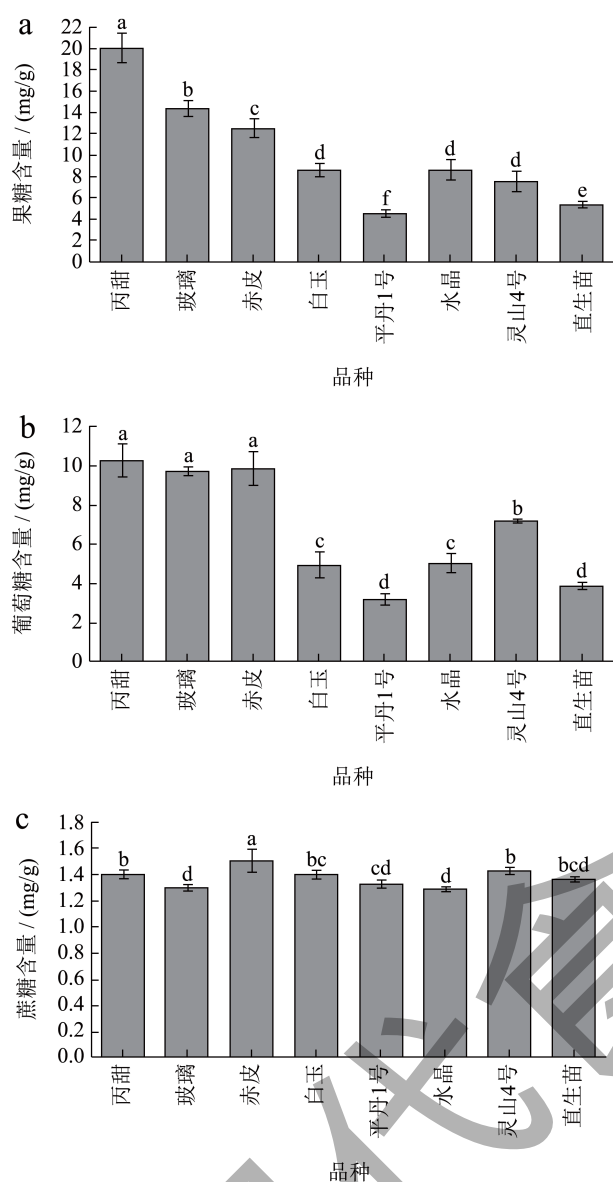 a
果糖含量 / (mg/g)
22
20
18
16
14
12
10
8
6
4
2
0
a
b
c
d
f
d
d
e
丙甜
玻璃
赤皮
白玉
平丹1号
水晶
灵山4号
直生苗
品种
b
葡萄糖含量 / (mg/g)
12
10
8
6
4
2
0
a
a
a
c
d
c
b
d
丙甜
玻璃
赤皮
白玉
平丹1号
水晶
灵山4号
直生苗
品种
c
蔗糖含量 / (mg/g)
1.8
1.6
1.4
1.2
1.0
0.8
0.6
0.4
0.2
0.0
b
d
a
bc
cd
d
b
bcd
丙甜
玻璃
赤皮
白玉
平丹1号
水晶
灵山4号
直生苗
品种
代